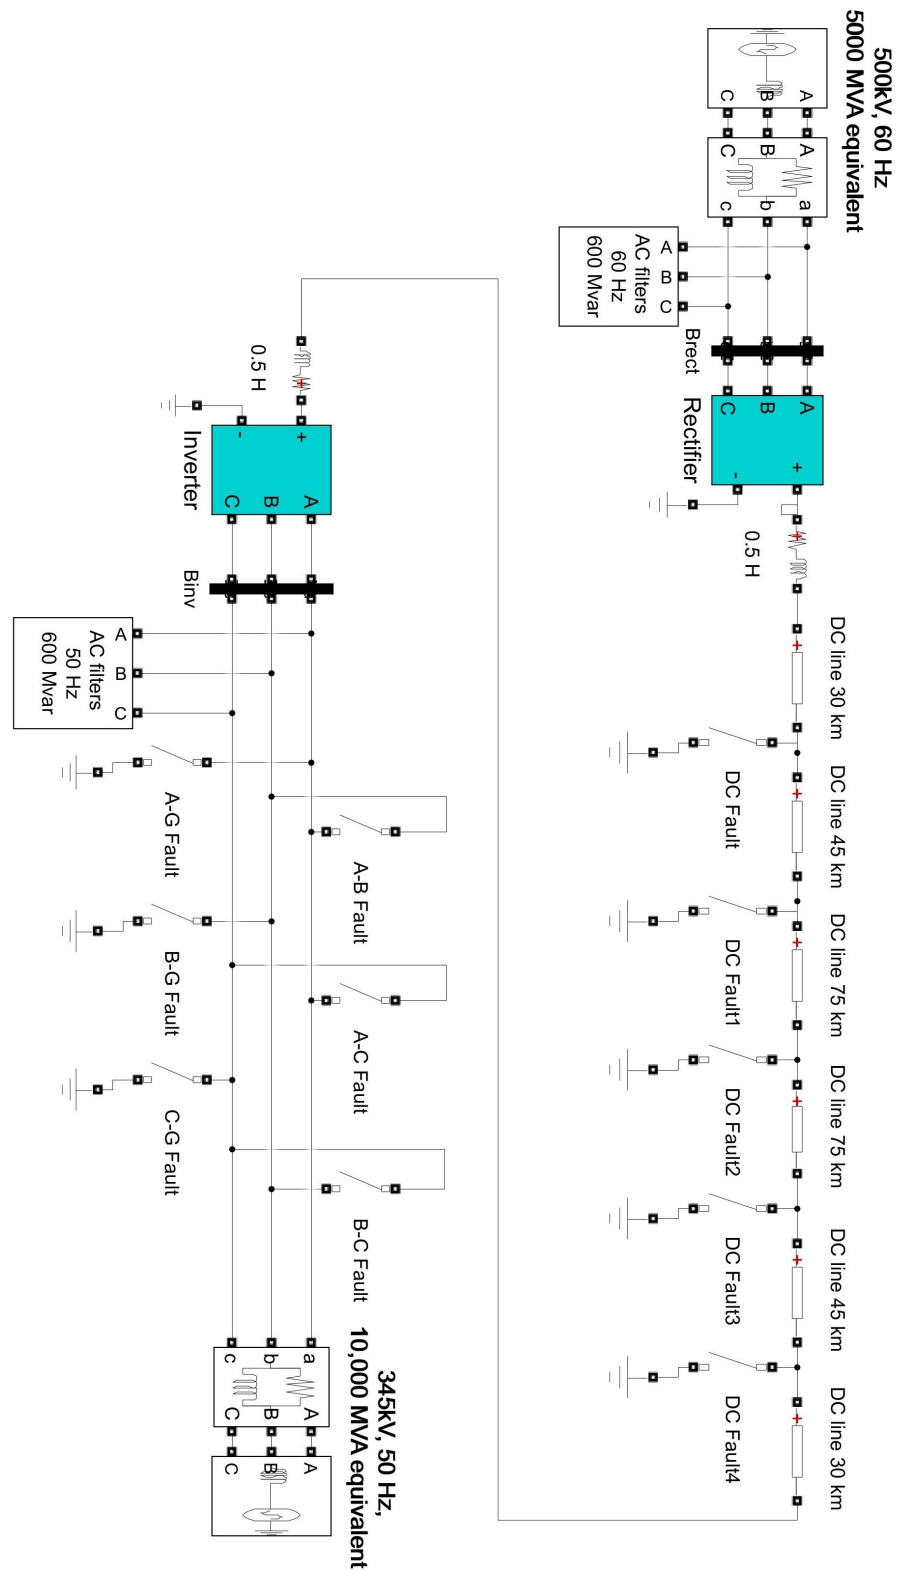 500kV, 60 Hz
5000 MVA equivalent
A
B
C
A
B
C
a
b
c
A
B
C
AC filters
60 Hz
600 Mvar
Brect
A
B
C
+
-
Rectifier
0.5 H
+
DC line 30 km
+
DC Fault
DC line 45 km
+
DC Fault1
DC line 75 km
+
DC Fault2
DC line 75 km
+
DC Fault3
DC line 45 km
+
DC Fault4
DC line 30 km
+
0.5 H
+
+
-
A
B
C
Inverter
Binv
A
B
C
AC filters
50 Hz
600 Mvar
A-G Fault
A-B Fault
B-G Fault
A-C Fault
C-G Fault
B-C Fault
345kV, 50 Hz,
10,000 MVA equivalent
a
b
c
A
B
C
A
B
C